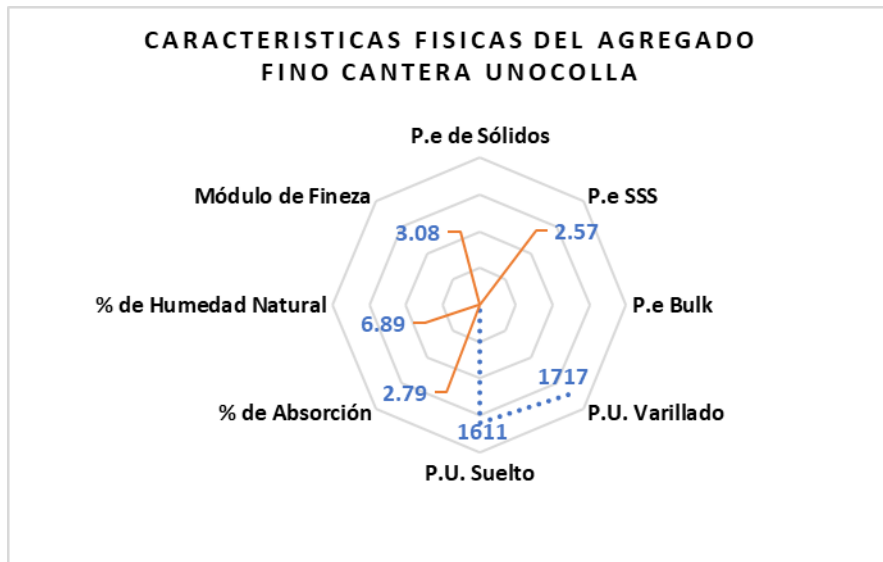 CARACTERISTICAS FISICAS DEL AGREGADO
FINO CANTERA UNOCOLLA
P.e de Sólidos
Módulo de Fineza
P.e SSS
3.08
2.57
% de Humedad Natural
P.e Bulk
6.89
1717
2.79
% de Absorción
P.U. Varillado
1611
P.U. Suelto